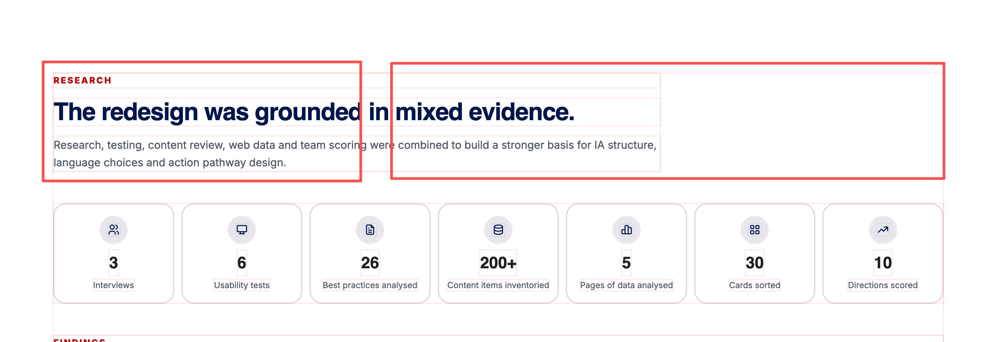 RESEARCH
The redesign was grounded in mixed evidence.
Research, testing, content review, web data and team scoring were combined to build a stronger basis for IA structure,
language choices and action pathway design.
3
Interviews
6
Usability tests
26
Best practices analysed
200+
Content items inventoried
5
Pages of data analysed
30
Cards sorted
10
Directions scored
FINDINGS